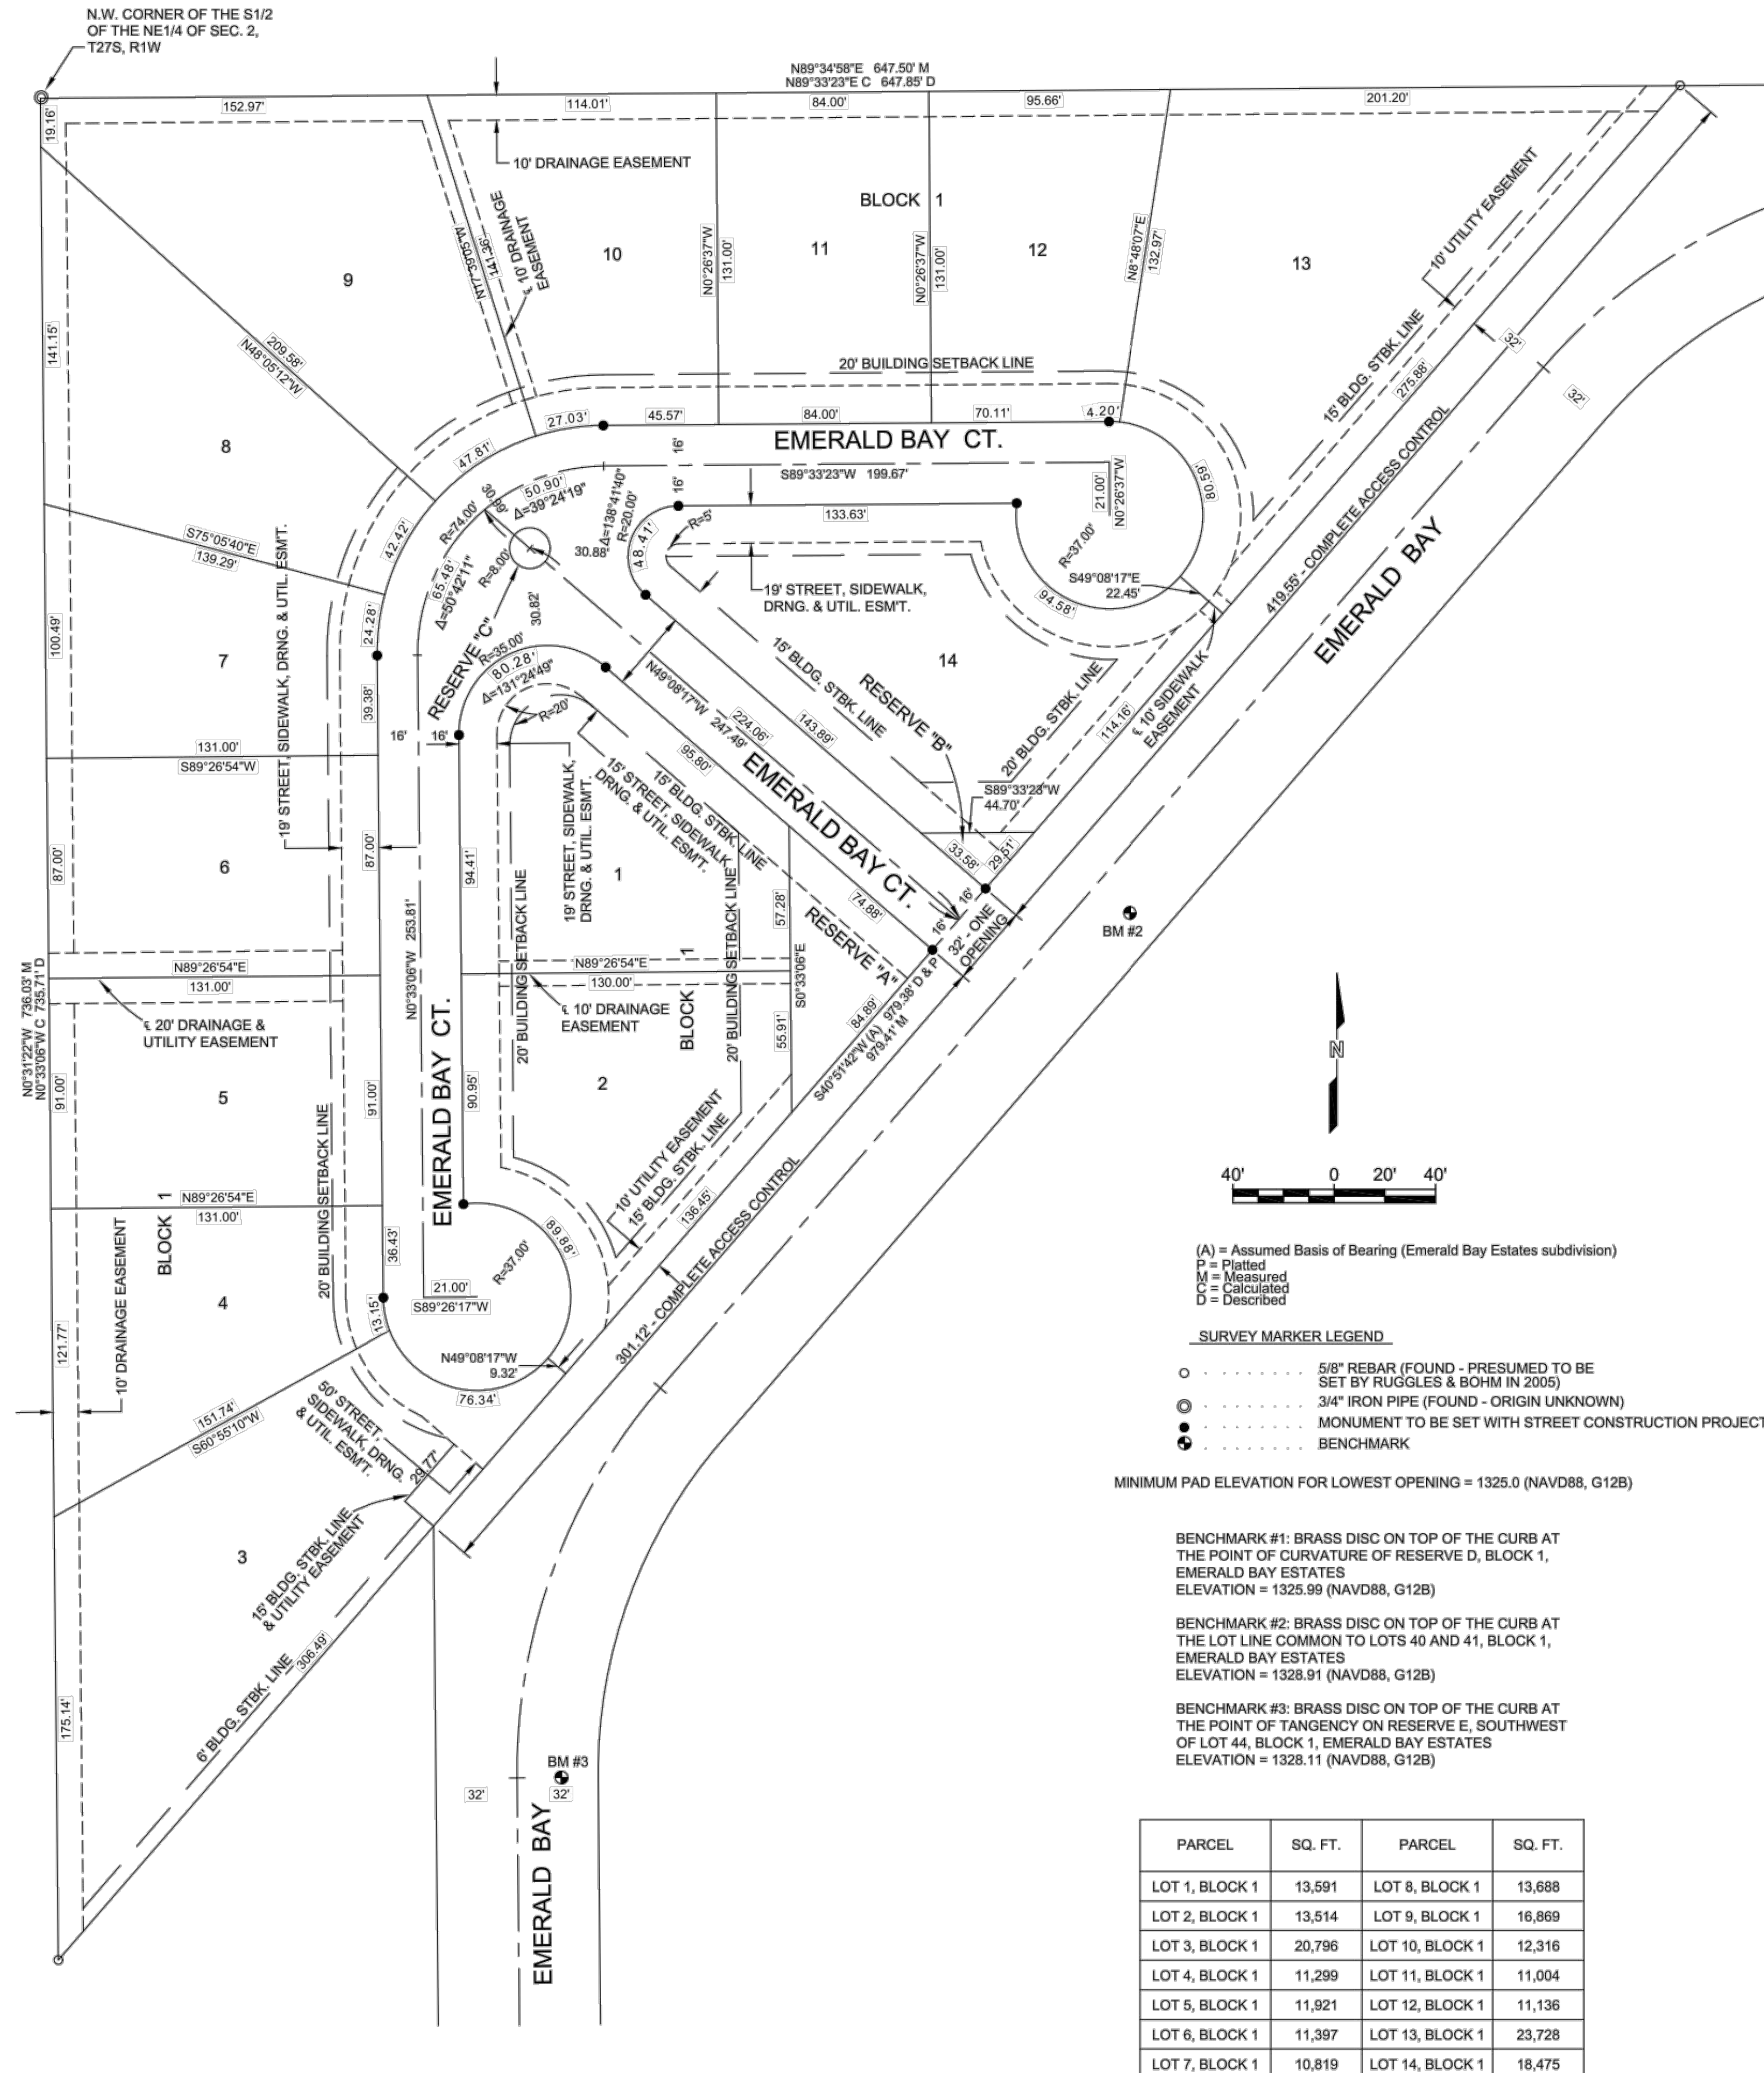 N.W. CORNER OF THE S1/2
OF THE NE1/4 OF SEC. 2,
T27S, R1W
N89°34'58"E 647.50' M
N89°33'23"E C 647.85' D
152.97'
114.01'
84.00'
95.66'
201.20'
19.16'
10' DRAINAGE EASEMENT
BLOCK 1
N17°39'05"W
141.36'
℄ 10' DRAINAGE
EASEMENT
9
10
11
12
13
N0°26'37"W
131.00'
N0°26'37"W
131.00'
N8°48'07"E
132.97'
10' UTILITY EASEMENT
15' BLDG. STBK. LINE
275.88'
32'
32'
141.15'
209.58'
N48°05'12"W
20' BUILDING SETBACK LINE
27.03'
45.57'
84.00'
70.11'
4.20'
EMERALD BAY CT.
16'
16'
S89°33'23"W 199.67'
21.00'
N0°26'37"W
80.59'
8
47.81'
42.42'
50.90'
Δ=39°24'19"
30.99'
R=74.00'
Δ=138°41'40"
R=20.00'
30.88'
48.41'
R=5'
133.63'
R=37.00'
94.58'
S49°08'17"E
22.45'
419.55' - COMPLETE ACCESS CONTROL
EMERALD BAY
S75°05'40"E
139.29'
65.48'
Δ=50°42'11"
R=8.00'
30.82'
19' STREET, SIDEWALK,
DRNG. & UTIL. ESM'T.
24.28'
100.49'
7
39.38'
RESERVE "C"
R=35.00'
80.28'
Δ=131°24'49"
R=20'
14
15' BLDG. STBK. LINE
RESERVE "B"
20' BLDG. STBK. LINE
114.16'
℄ 10' SIDEWALK
EASEMENT
N49°08'17"W 247.49'
224.06'
143.89'
95.80'
EMERALD BAY CT.
S89°33'23"W
44.70'
33.58'
29.51'
131.00'
S89°26'54"W
16'
16'
19' STREET, SIDEWALK, DRNG. & UTIL. ESM'T.
19' STREET, SIDEWALK,
DRNG. & UTIL. ESM'T.
15' STREET, SIDEWALK,
DRNG. & UTIL. ESM'T.
15' BLDG. STBK. LINE
6
87.00'
87.00'
94.41'
1
57.28'
74.88'
16'
16'
32' - ONE
OPENING
BM #2
RESERVE "A"
N0°33'06"W 253.81'
20' BUILDING SETBACK LINE
20' BUILDING SETBACK LINE
N89°26'54"E
131.00'
N89°26'54"E
130.00'
℄ 10' DRAINAGE
EASEMENT
BLOCK 1
S0°33'06"E
55.91'
84.89'
S40°51'42"W (A) 979.38' D & P
979.41' M
N0°31'22"W 736.03' M
N0°33'06"W C 735.71' D
℄ 20' DRAINAGE &
UTILITY EASEMENT
EMERALD BAY CT.
5
91.00'
91.00'
90.95'
2
10' UTILITY EASEMENT
15' BLDG. STBK. LINE
136.45'
301.12' - COMPLETE ACCESS CONTROL
N
40' 0 20' 40'
N89°26'54"E
131.00'
BLOCK 1
10' DRAINAGE EASEMENT
20' BUILDING SETBACK LINE
36.43'
4
89.88'
R=37.00'
21.00'
S89°26'17"W
13.15'
121.77'
N49°08'17"W
9.32'
76.34'
151.74'
S60°55'10"W
50' STREET,
SIDEWALK, DRNG.
& UTIL. ESM'T.
29.77'
15' BLDG. STBK. LINE
& UTILITY EASEMENT
3
306.49'
6' BLDG. STBK. LINE
175.14'
BM #3
32'
32'
EMERALD BAY
(A) = Assumed Basis of Bearing (Emerald Bay Estates subdivision)
P = Platted
M = Measured
C = Calculated
D = Described
SURVEY MARKER LEGEND
5/8" REBAR (FOUND - PRESUMED TO BE
SET BY RUGGLES & BOHM IN 2005)
3/4" IRON PIPE (FOUND - ORIGIN UNKNOWN)
MONUMENT TO BE SET WITH STREET CONSTRUCTION PROJECT
BENCHMARK
MINIMUM PAD ELEVATION FOR LOWEST OPENING = 1325.0 (NAVD88, G12B)
BENCHMARK #1: BRASS DISC ON TOP OF THE CURB AT
THE POINT OF CURVATURE OF RESERVE D, BLOCK 1,
EMERALD BAY ESTATES
ELEVATION = 1325.99 (NAVD88, G12B)
BENCHMARK #2: BRASS DISC ON TOP OF THE CURB AT
THE LOT LINE COMMON TO LOTS 40 AND 41, BLOCK 1,
EMERALD BAY ESTATES
ELEVATION = 1328.91 (NAVD88, G12B)
BENCHMARK #3: BRASS DISC ON TOP OF THE CURB AT
THE POINT OF TANGENCY ON RESERVE E, SOUTHWEST
OF LOT 44, BLOCK 1, EMERALD BAY ESTATES
ELEVATION = 1328.11 (NAVD88, G12B)
PARCEL SQ. FT. PARCEL SQ. FT.
LOT 1, BLOCK 1 13,591 LOT 8, BLOCK 1 13,688
LOT 2, BLOCK 1 13,514 LOT 9, BLOCK 1 16,869
LOT 3, BLOCK 1 20,796 LOT 10, BLOCK 1 12,316
LOT 4, BLOCK 1 11,299 LOT 11, BLOCK 1 11,004
LOT 5, BLOCK 1 11,921 LOT 12, BLOCK 1 11,136
LOT 6, BLOCK 1 11,397 LOT 13, BLOCK 1 23,728
LOT 7, BLOCK 1 10,819 LOT 14, BLOCK 1 18,475